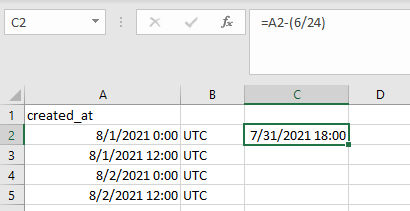 C2
=A2-(6/24)
A B C D
1 created_at
2 8/1/2021 0:00 UTC 7/31/2021 18:00
3 8/1/2021 12:00 UTC
4 8/2/2021 0:00 UTC
5 8/2/2021 12:00 UTC